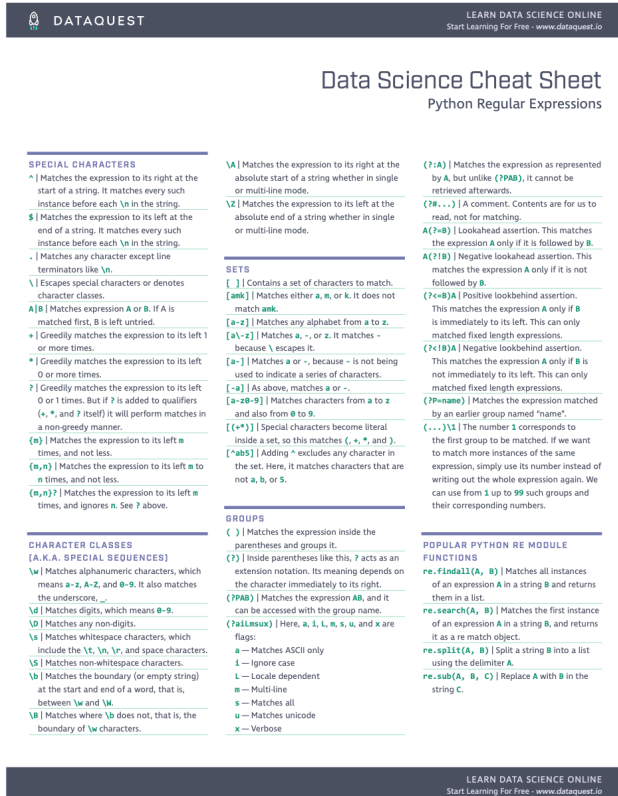 DATAQUEST
LEARN DATA SCIENCE ONLINE
Start Learning For Free - www.dataquest.io
Data Science Cheat Sheet
Python Regular Expressions
SPECIAL CHARACTERS
^ | Matches the expression to its right at the
start of a string. It matches every such
instance before each \n in the string.
$ | Matches the expression to its left at the
end of a string. It matches every such
instance before each \n in the string.
. | Matches any character except line
terminators like \n.
\ | Escapes special characters or denotes
character classes.
A|B | Matches expression A or B. If A is
matched first, B is left untried.
+ | Greedily matches the expression to its left 1
or more times.
* | Greedily matches the expression to its left
0 or more times.
? | Greedily matches the expression to its left
0 or 1 times. But if ? is added to qualifiers
(+, *, and ? itself) it will perform matches in
a non-greedy manner.
{m} | Matches the expression to its left m
times, and not less.
{m,n} | Matches the expression to its left m to
n times, and not less.
{m,n}? | Matches the expression to its left m
times, and ignores n. See ? above.
CHARACTER CLASSES
(A.K.A. SPECIAL SEQUENCES)
\w | Matches alphanumeric characters, which
means a-z, A-Z, and 0-9. It also matches
the underscore, _.
\d | Matches digits, which means 0-9.
\D | Matches any non-digits.
\s | Matches whitespace characters, which
include the \t, \n, \r, and space characters.
\S | Matches non-whitespace characters.
\b | Matches the boundary (or empty string)
at the start and end of a word, that is,
between \w and \W.
\B | Matches where \b does not, that is, the
boundary of \w characters.
\A | Matches the expression to its right at the
absolute start of a string whether in single
or multi-line mode.
\Z | Matches the expression to its left at the
absolute end of a string whether in single
or multi-line mode.
SETS
[ ] | Contains a set of characters to match.
[amk] | Matches either a, m, or k. It does not
match amk.
[a-z] | Matches any alphabet from a to z.
[a\-z] | Matches a, -, or z. It matches -
because \ escapes it.
[a-] | Matches a or -, because - is not being
used to indicate a series of characters.
[-a] | As above, matches a or -.
[a-z0-9] | Matches characters from a to z
and also from 0 to 9.
[(+*)] | Special characters become literal
inside a set, so this matches (, +, *, and ).
[^ab5] | Adding ^ excludes any character in
the set. Here, it matches characters that are
not a, b, or 5.
GROUPS
( ) | Matches the expression inside the
parentheses and groups it.
(?) | Inside parentheses like this, ? acts as an
extension notation. Its meaning depends on
the character immediately to its right.
(?PAB) | Matches the expression AB, and it
can be accessed with the group name.
(?aiLmsux) | Here, a, i, L, m, s, u, and x are
flags:
a — Matches ASCII only
i — Ignore case
L — Locale dependent
m — Multi-line
s — Matches all
u — Matches unicode
x — Verbose
(?:A) | Matches the expression as represented
by A, but unlike (?PAB), it cannot be
retrieved afterwards.
(?#...) | A comment. Contents are for us to
read, not for matching.
A(?=B) | Lookahead assertion. This matches
the expression A only if it is followed by B.
A(?!B) | Negative lookahead assertion. This
matches the expression A only if it is not
followed by B.
(?<=B)A | Positive lookbehind assertion.
This matches the expression A only if B
is immediately to its left. This can only
matched fixed length expressions.
(?<!B)A | Negative lookbehind assertion.
This matches the expression A only if B is
not immediately to its left. This can only
matched fixed length expressions.
(?P=name) | Matches the expression matched
by an earlier group named “name”.
(...)\1 | The number 1 corresponds to
the first group to be matched. If we want
to match more instances of the same
expression, simply use its number instead of
writing out the whole expression again. We
can use from 1 up to 99 such groups and
their corresponding numbers.
POPULAR PYTHON RE MODULE
FUNCTIONS
re.findall(A, B) | Matches all instances
of an expression A in a string B and returns
them in a list.
re.search(A, B) | Matches the first instance
of an expression A in a string B, and returns
it as a re match object.
re.split(A, B) | Split a string B into a list
using the delimiter A.
re.sub(A, B, C) | Replace A with B in the
string C.
LEARN DATA SCIENCE ONLINE
Start Learning For Free - www.dataquest.io